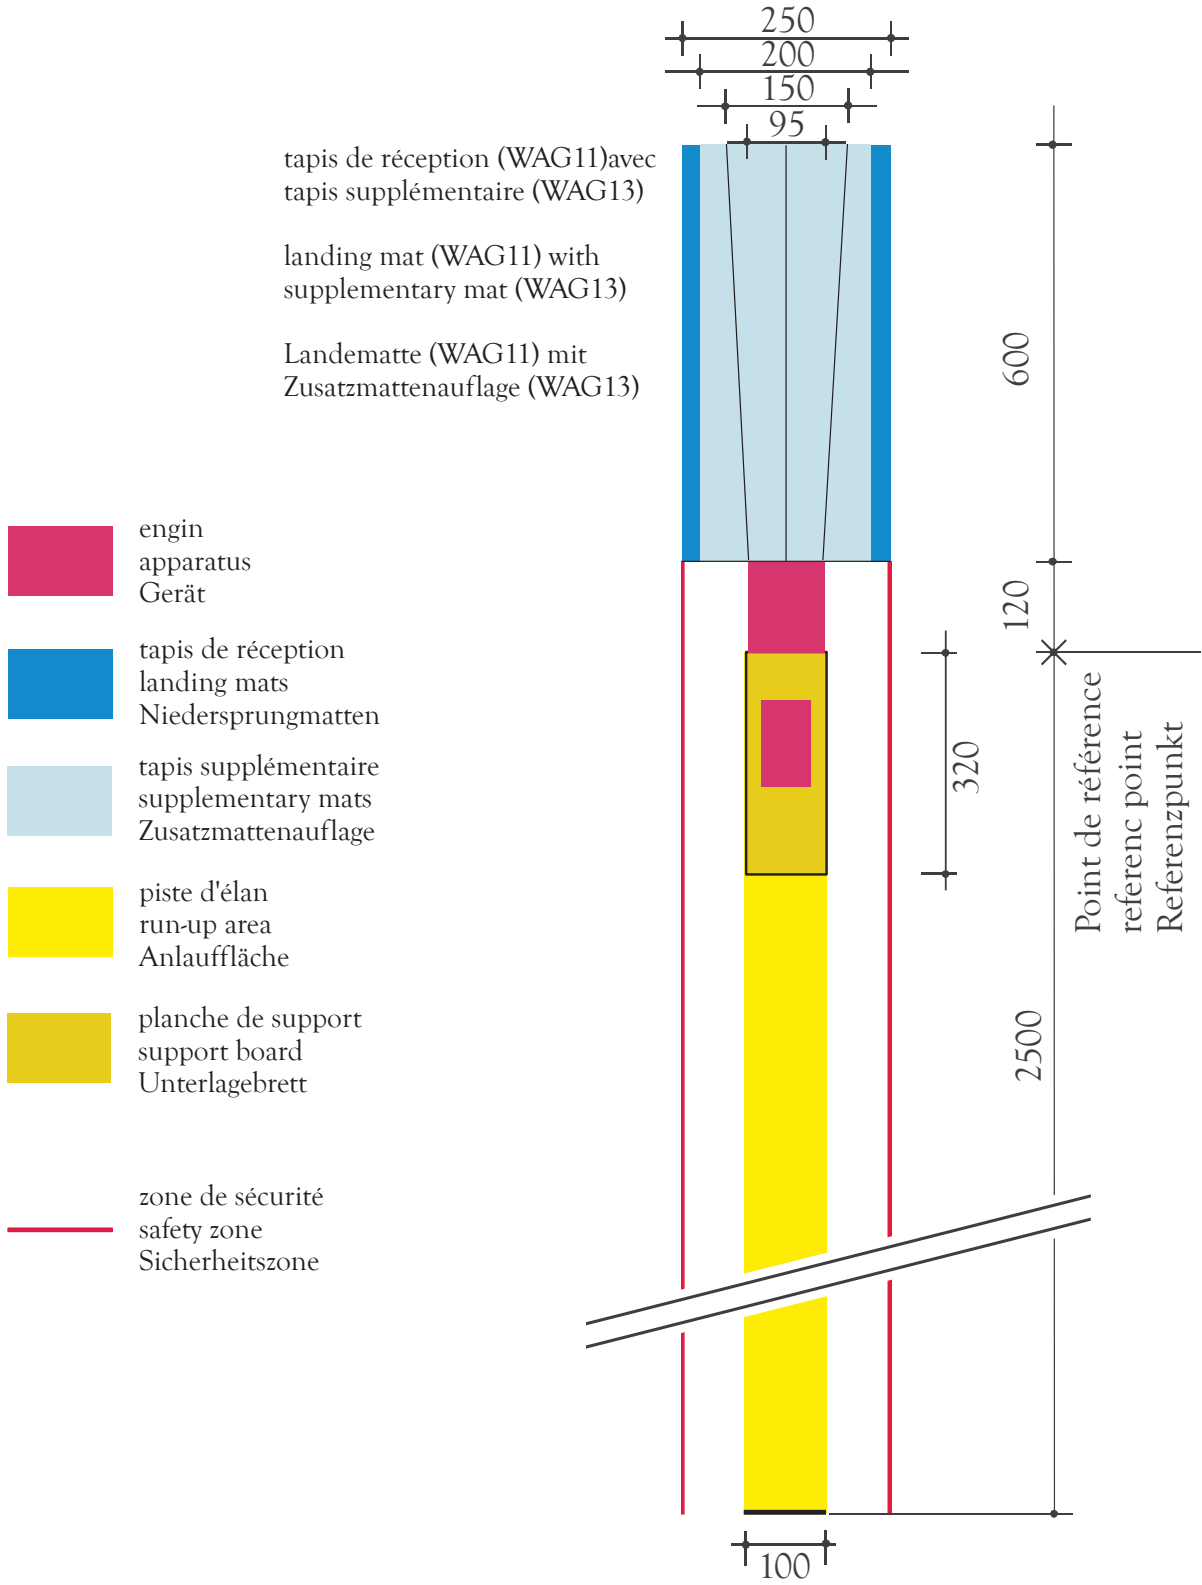 250
200
150
95
tapis de réception (WAG11)avec
tapis supplémentaire (WAG13)
landing mat (WAG11) with
supplementary mat (WAG13)
Landematte (WAG11) mit
Zusatzmattenauflage (WAG13)
600
engin
apparatus
Gerät
120
tapis de réception
landing mats
Niedersprungmatten
320
Point de référence
referenc point
Referenzpunkt
tapis supplémentaire
supplementary mats
Zusatzmattenauflage
piste d'élan
run-up area
Anlauffläche
planche de support
support board
Unterlagebrett
2500
zone de sécurité
safety zone
Sicherheitszone
100